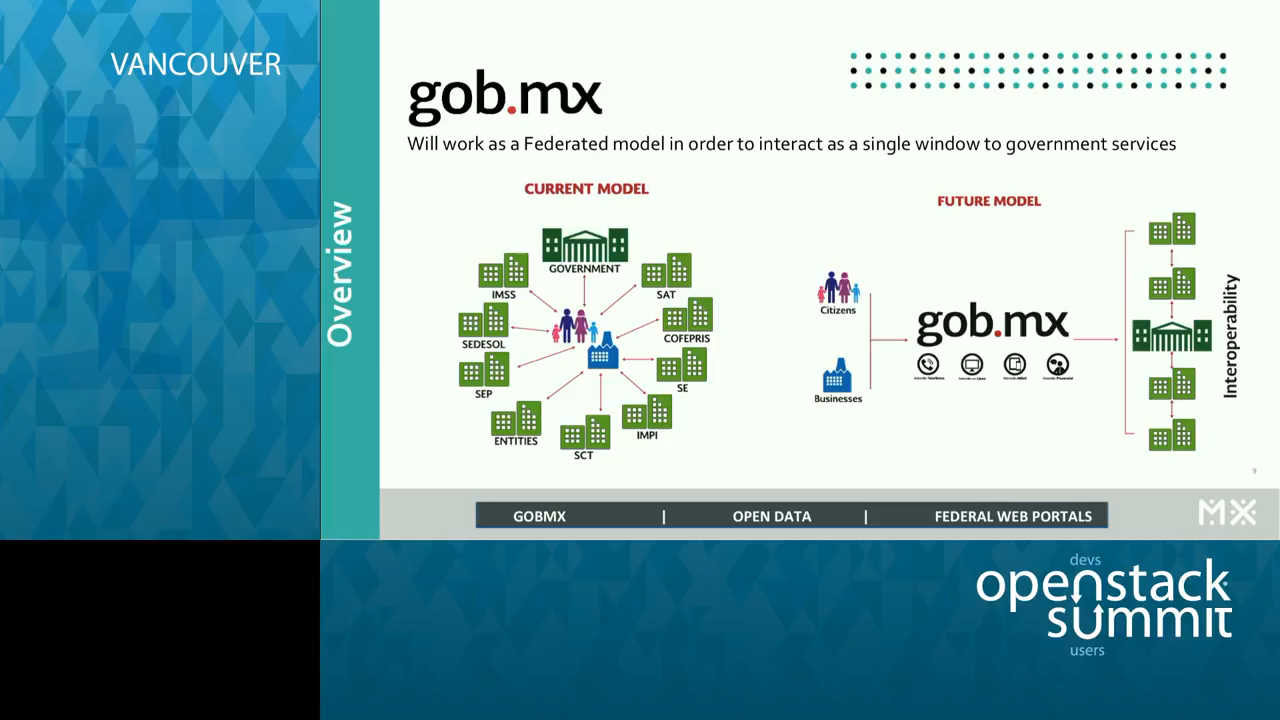 VANCOUVER
Overview
gob.mx
Will work as a Federated model in order to interact as a single window to government services
CURRENT MODEL
GOVERNMENT
IMSS
SAT
SEDESOL
COFEPRIS
SEP
SE
ENTITIES
IMPI
SCT
FUTURE MODEL
Citizens
Businesses
gob.mx
Interoperability
9
GOBMX | OPEN DATA | FEDERAL WEB PORTALS
MX
devs
openstack
summit
users